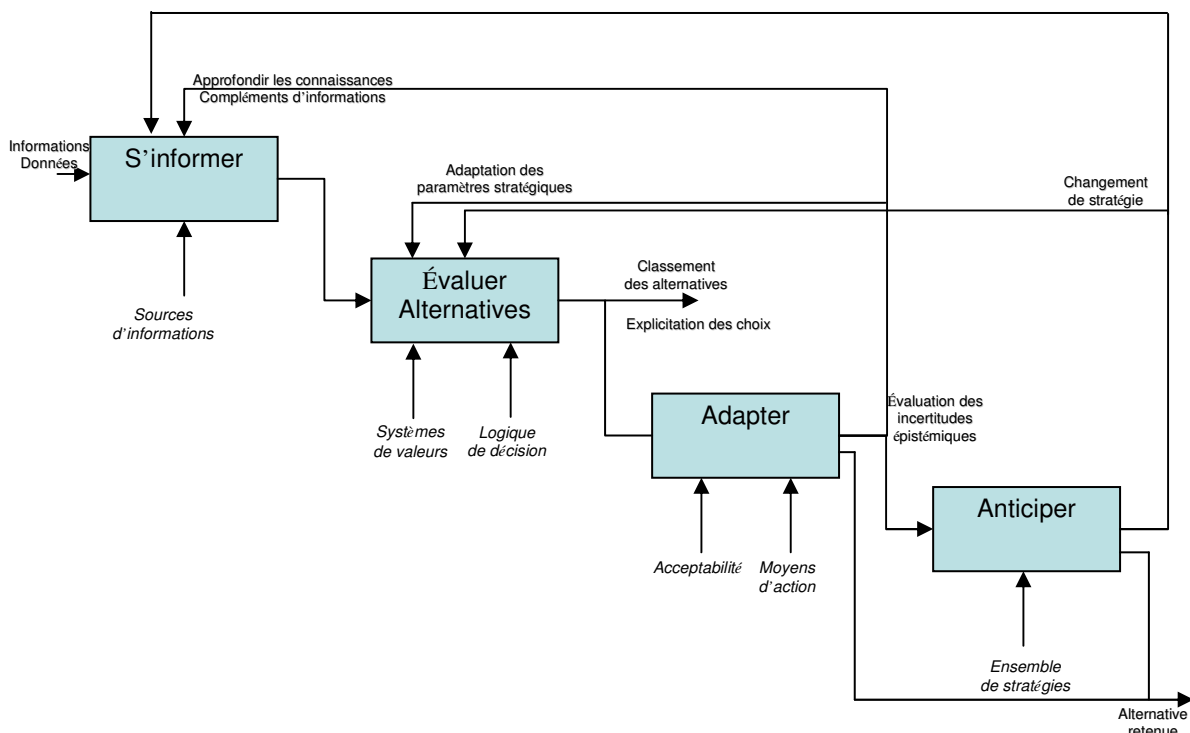 Approfondir les connaissances
Compléments d'informations
Informations
Données
S'informer
Adaptation des
paramètres stratégiques
Changement
de stratégie
Sources
d'informations
Évaluer
Alternatives
Classement
des alternatives
Explicitation des choix
Systèmes
de valeurs
Logique
de décision
Adapter
Évaluation des
incertitudes
épistémiques
Acceptabilité
Moyens
d'action
Anticiper
Ensemble
de stratégies
Alternative
retenue